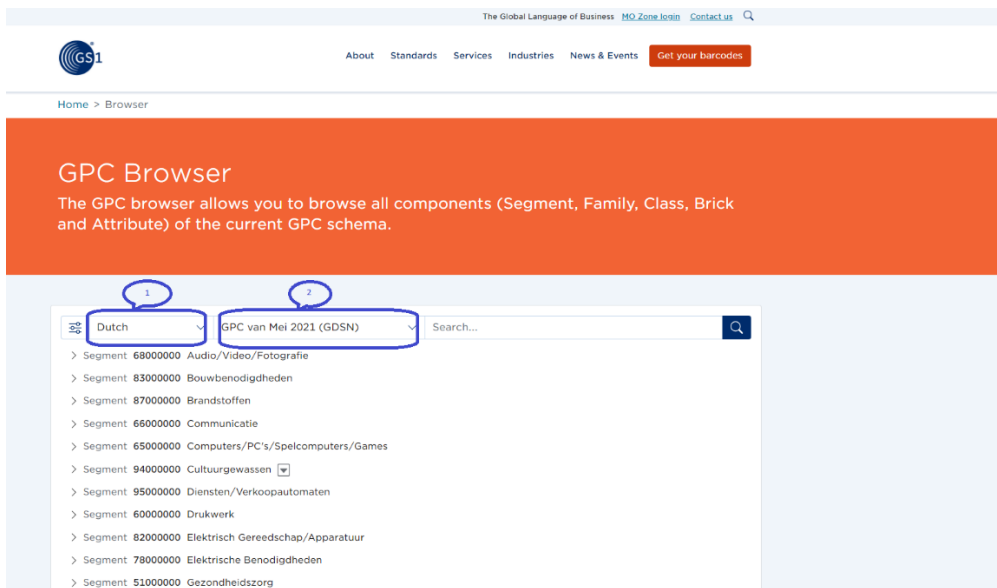 The Global Language of Business MO Zone login Contact us
GS1
About Standards Services Industries News & Events Get your barcodes
Home > Browser
GPC Browser
The GPC browser allows you to browse all components (Segment, Family, Class, Brick
and Attribute) of the current GPC schema.
1 2
Dutch GPC van Mei 2021 (GDSN) Search...
> Segment 68000000 Audio/Video/Fotografie
> Segment 83000000 Bouwbenodigdheden
> Segment 87000000 Brandstoffen
> Segment 66000000 Communicatie
> Segment 65000000 Computers/PC's/Spelcomputers/Games
> Segment 94000000 Cultuurgewassen
> Segment 95000000 Diensten/Verkoopautomaten
> Segment 60000000 Drukwerk
> Segment 82000000 Elektrisch Gereedschap/Apparatuur
> Segment 78000000 Elektrische Benodigdheden
> Segment 51000000 Gezondheidszorg